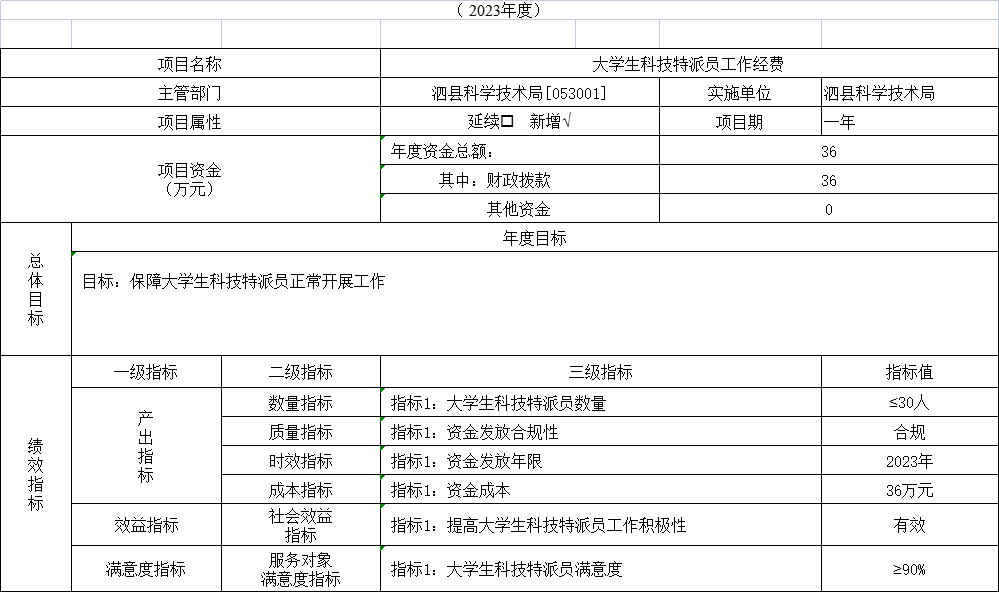 （ 2023年度）
项目名称 大学生科技特派员工作经费
主管部门 泗县科学技术局[053001] 实施单位 泗县科学技术局
项目属性 延续□ 新增√ 项目期 一年
项目资金
（万元）
年度资金总额： 36
其中：财政拨款 36
其他资金 0
总体目标
年度目标
目标：保障大学生科技特派员正常开展工作
绩效指标
一级指标 二级指标 三级指标 指标值
产出指标
数量指标 指标1：大学生科技特派员数量 ≤30人
质量指标 指标1：资金发放合规性 合规
时效指标 指标1：资金发放年限 2023年
成本指标 指标1：资金成本 36万元
效益指标 社会效益
指标 指标1：提高大学生科技特派员工作积极性 有效
满意度指标 服务对象
满意度指标 指标1：大学生科技特派员满意度 ≥90%